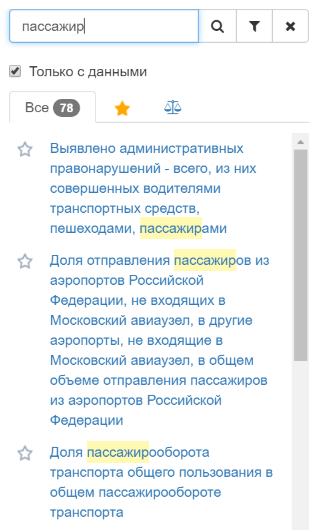 пассажир
Только с данными
Все 78
Выявлено административных
правонарушений - всего, из них
совершенных водителями
транспортных средств,
пешеходами, пассажирами
Доля отправления пассажиров из
аэропортов Российской
Федерации, не входящих в
Московский авиаузел, в другие
аэропорты, не входящие в
Московский авиаузел, в общем
объеме отправления пассажиров
из аэропортов Российской
Федерации
Доля пассажирооборота
транспорта общего пользования в
общем пассажирообороте
транспорта